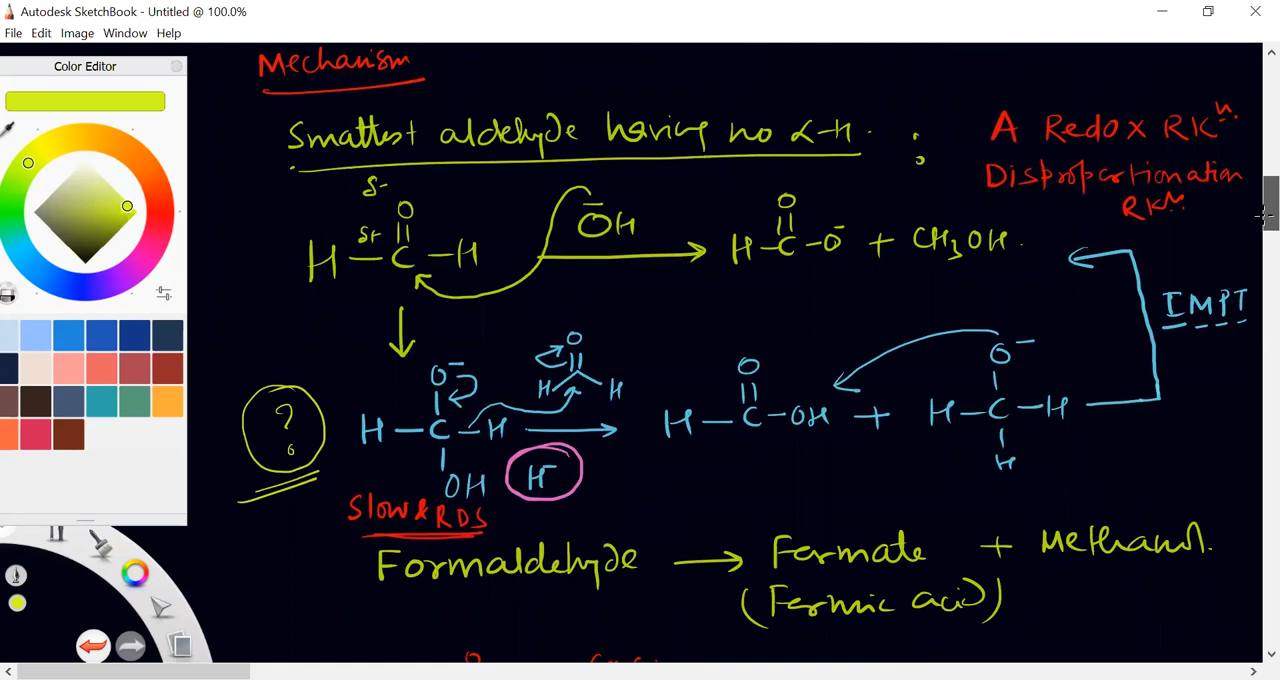 Autodesk SketchBook - Untitled @ 100.0%
File Edit Image Window Help
Color Editor
Mechanism
Smallest aldehyde having no α-H. :
A Redox RKⁿ
Disproportionation
RKⁿ
δ-
O
δ+
H-C-H
ŌH
O
H-C-O⁻ + CH₃OH.
IMPT
?
O⁻
H-C-H
OH
O
H H
H⁻
O
H-C-OH + 
O⁻
H-C-H
H
Slow & RDS
Formaldehyde → Formate + Methanol.
(Formic acid)